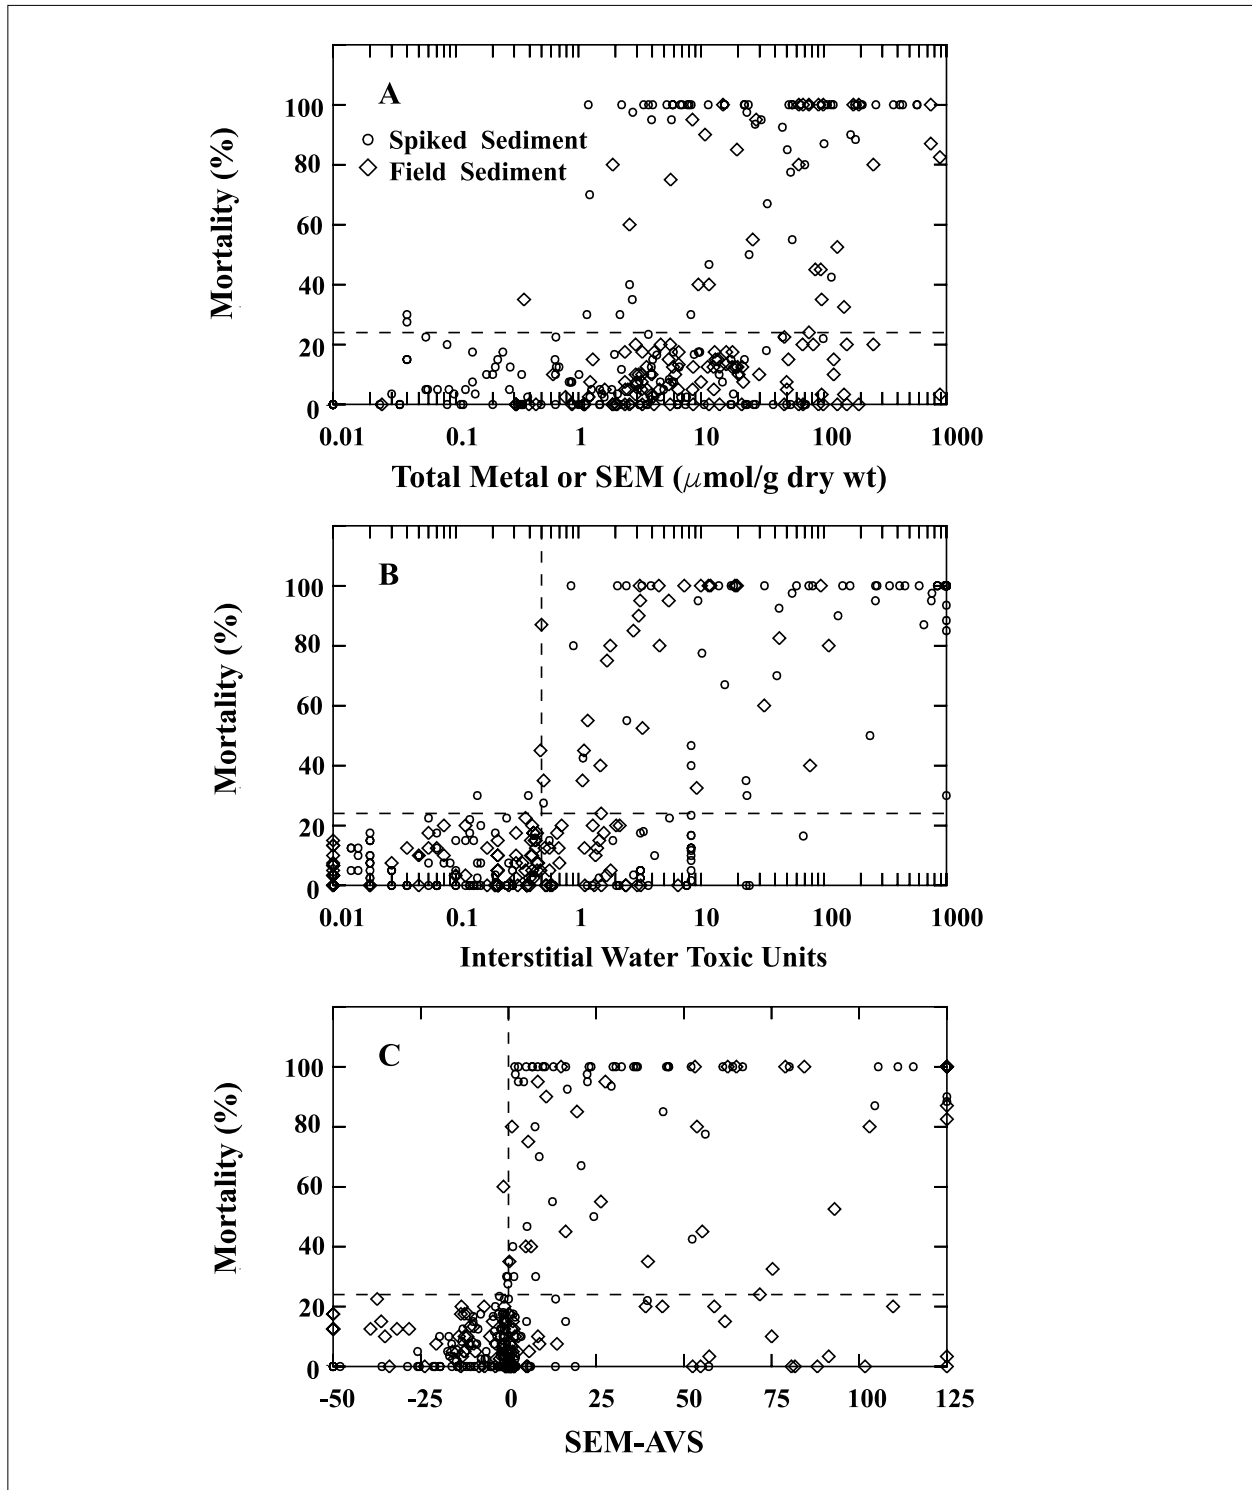 A
Spiked Sediment
Field Sediment
Mortality (%)
100
80
60
40
20
0
0.01 0.1 1 10 100 1000
Total Metal or SEM (μmol/g dry wt)
B
Mortality (%)
100
80
60
40
20
0
0.01 0.1 1 10 100 1000
Interstitial Water Toxic Units
C
Mortality (%)
100
80
60
40
20
0
-50 -25 0 25 50 75 100 125
SEM-AVS